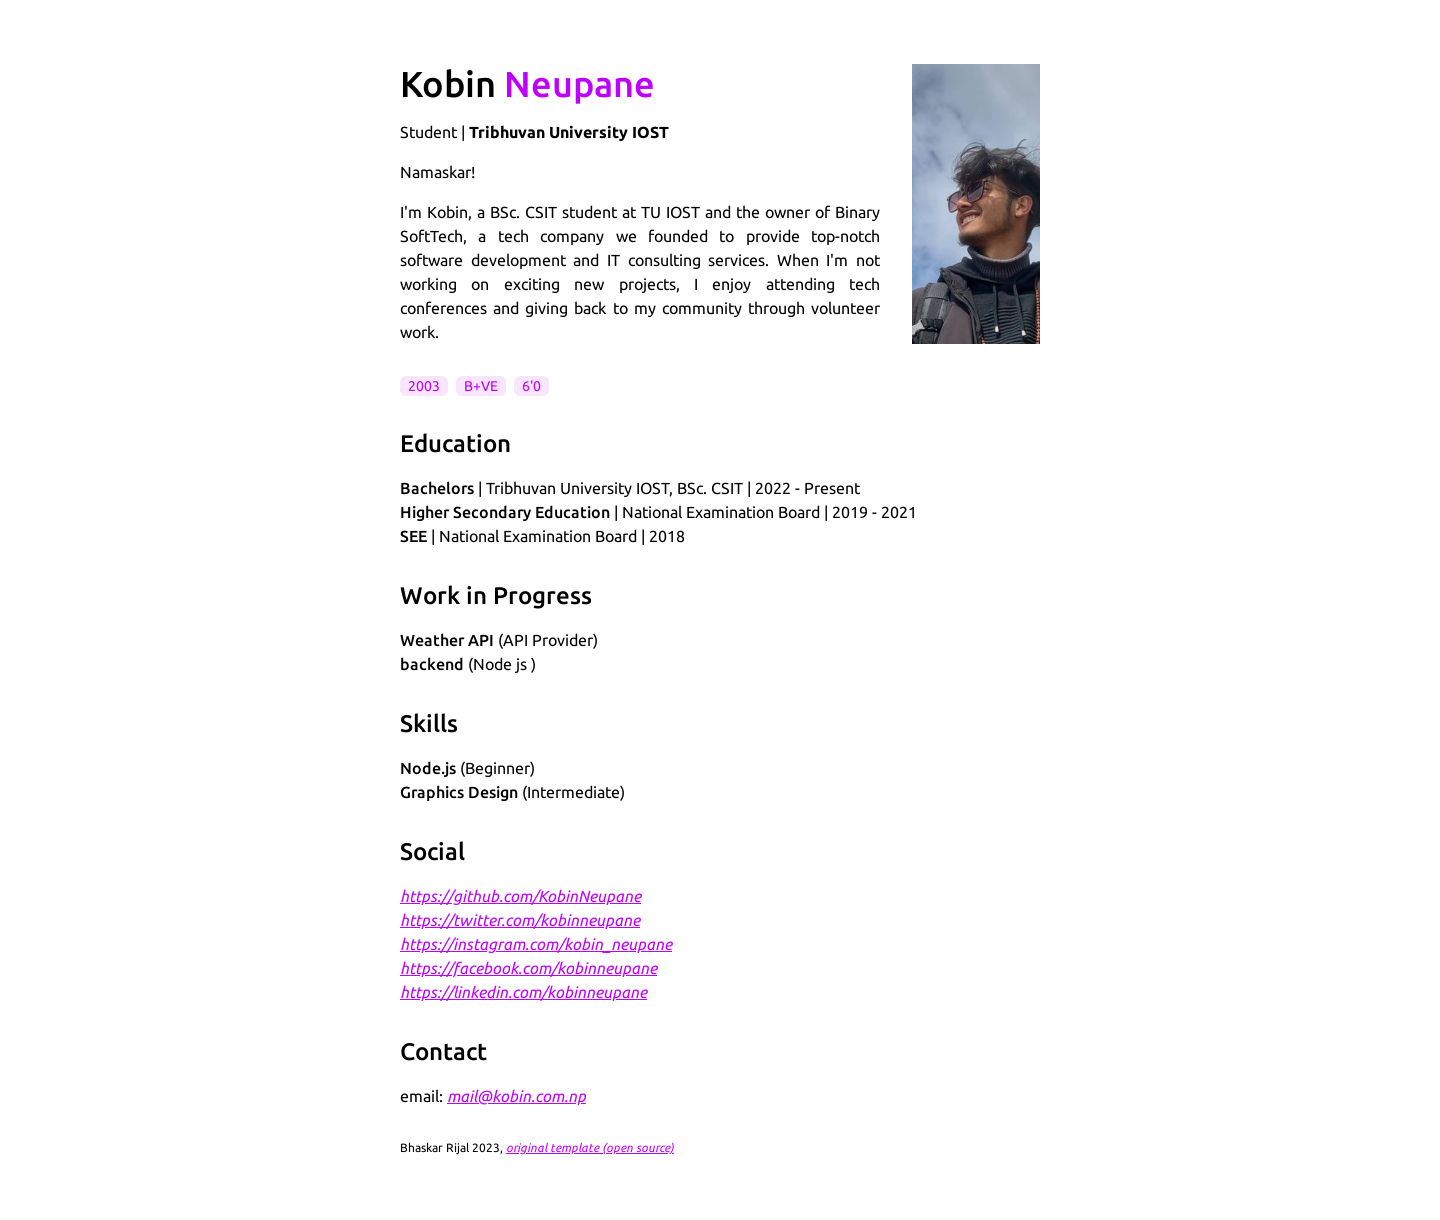 Kobin Neupane
Student | Tribhuvan University IOST
Namaskar!
I'm Kobin, a BSc. CSIT student at TU IOST and the owner of Binary
SoftTech, a tech company we founded to provide top-notch
software development and IT consulting services. When I'm not
working on exciting new projects, I enjoy attending tech
conferences and giving back to my community through volunteer
work.
2003 B+VE 6'0
Education
Bachelors | Tribhuvan University IOST, BSc. CSIT | 2022 - Present
Higher Secondary Education | National Examination Board | 2019 - 2021
SEE | National Examination Board | 2018
Work in Progress
Weather API (API Provider)
backend (Node js )
Skills
Node.js (Beginner)
Graphics Design (Intermediate)
Social
https://github.com/KobinNeupane
https://twitter.com/kobinneupane
https://instagram.com/kobin_neupane
https://facebook.com/kobinneupane
https://linkedin.com/kobinneupane
Contact
email: mail@kobin.com.np
Bhaskar Rijal 2023, original template (open source)